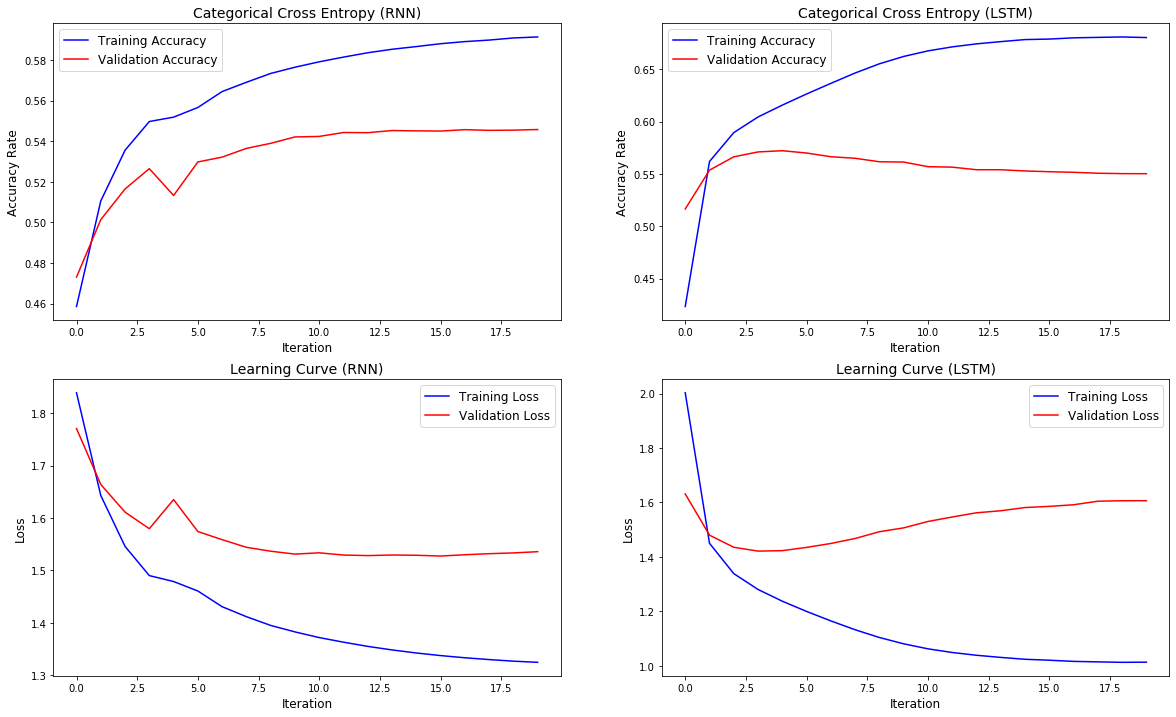 Categorical Cross Entropy (RNN)
Training Accuracy
Validation Accuracy
Accuracy Rate
0.58
0.56
0.54
0.52
0.50
0.48
0.46
0.0 2.5 5.0 7.5 10.0 12.5 15.0 17.5
Iteration
Categorical Cross Entropy (LSTM)
Training Accuracy
Validation Accuracy
Accuracy Rate
0.65
0.60
0.55
0.50
0.45
0.0 2.5 5.0 7.5 10.0 12.5 15.0 17.5
Iteration
Learning Curve (RNN)
Training Loss
Validation Loss
Loss
1.8
1.7
1.6
1.5
1.4
1.3
0.0 2.5 5.0 7.5 10.0 12.5 15.0 17.5
Iteration
Learning Curve (LSTM)
Training Loss
Validation Loss
Loss
2.0
1.8
1.6
1.4
1.2
1.0
0.0 2.5 5.0 7.5 10.0 12.5 15.0 17.5
Iteration